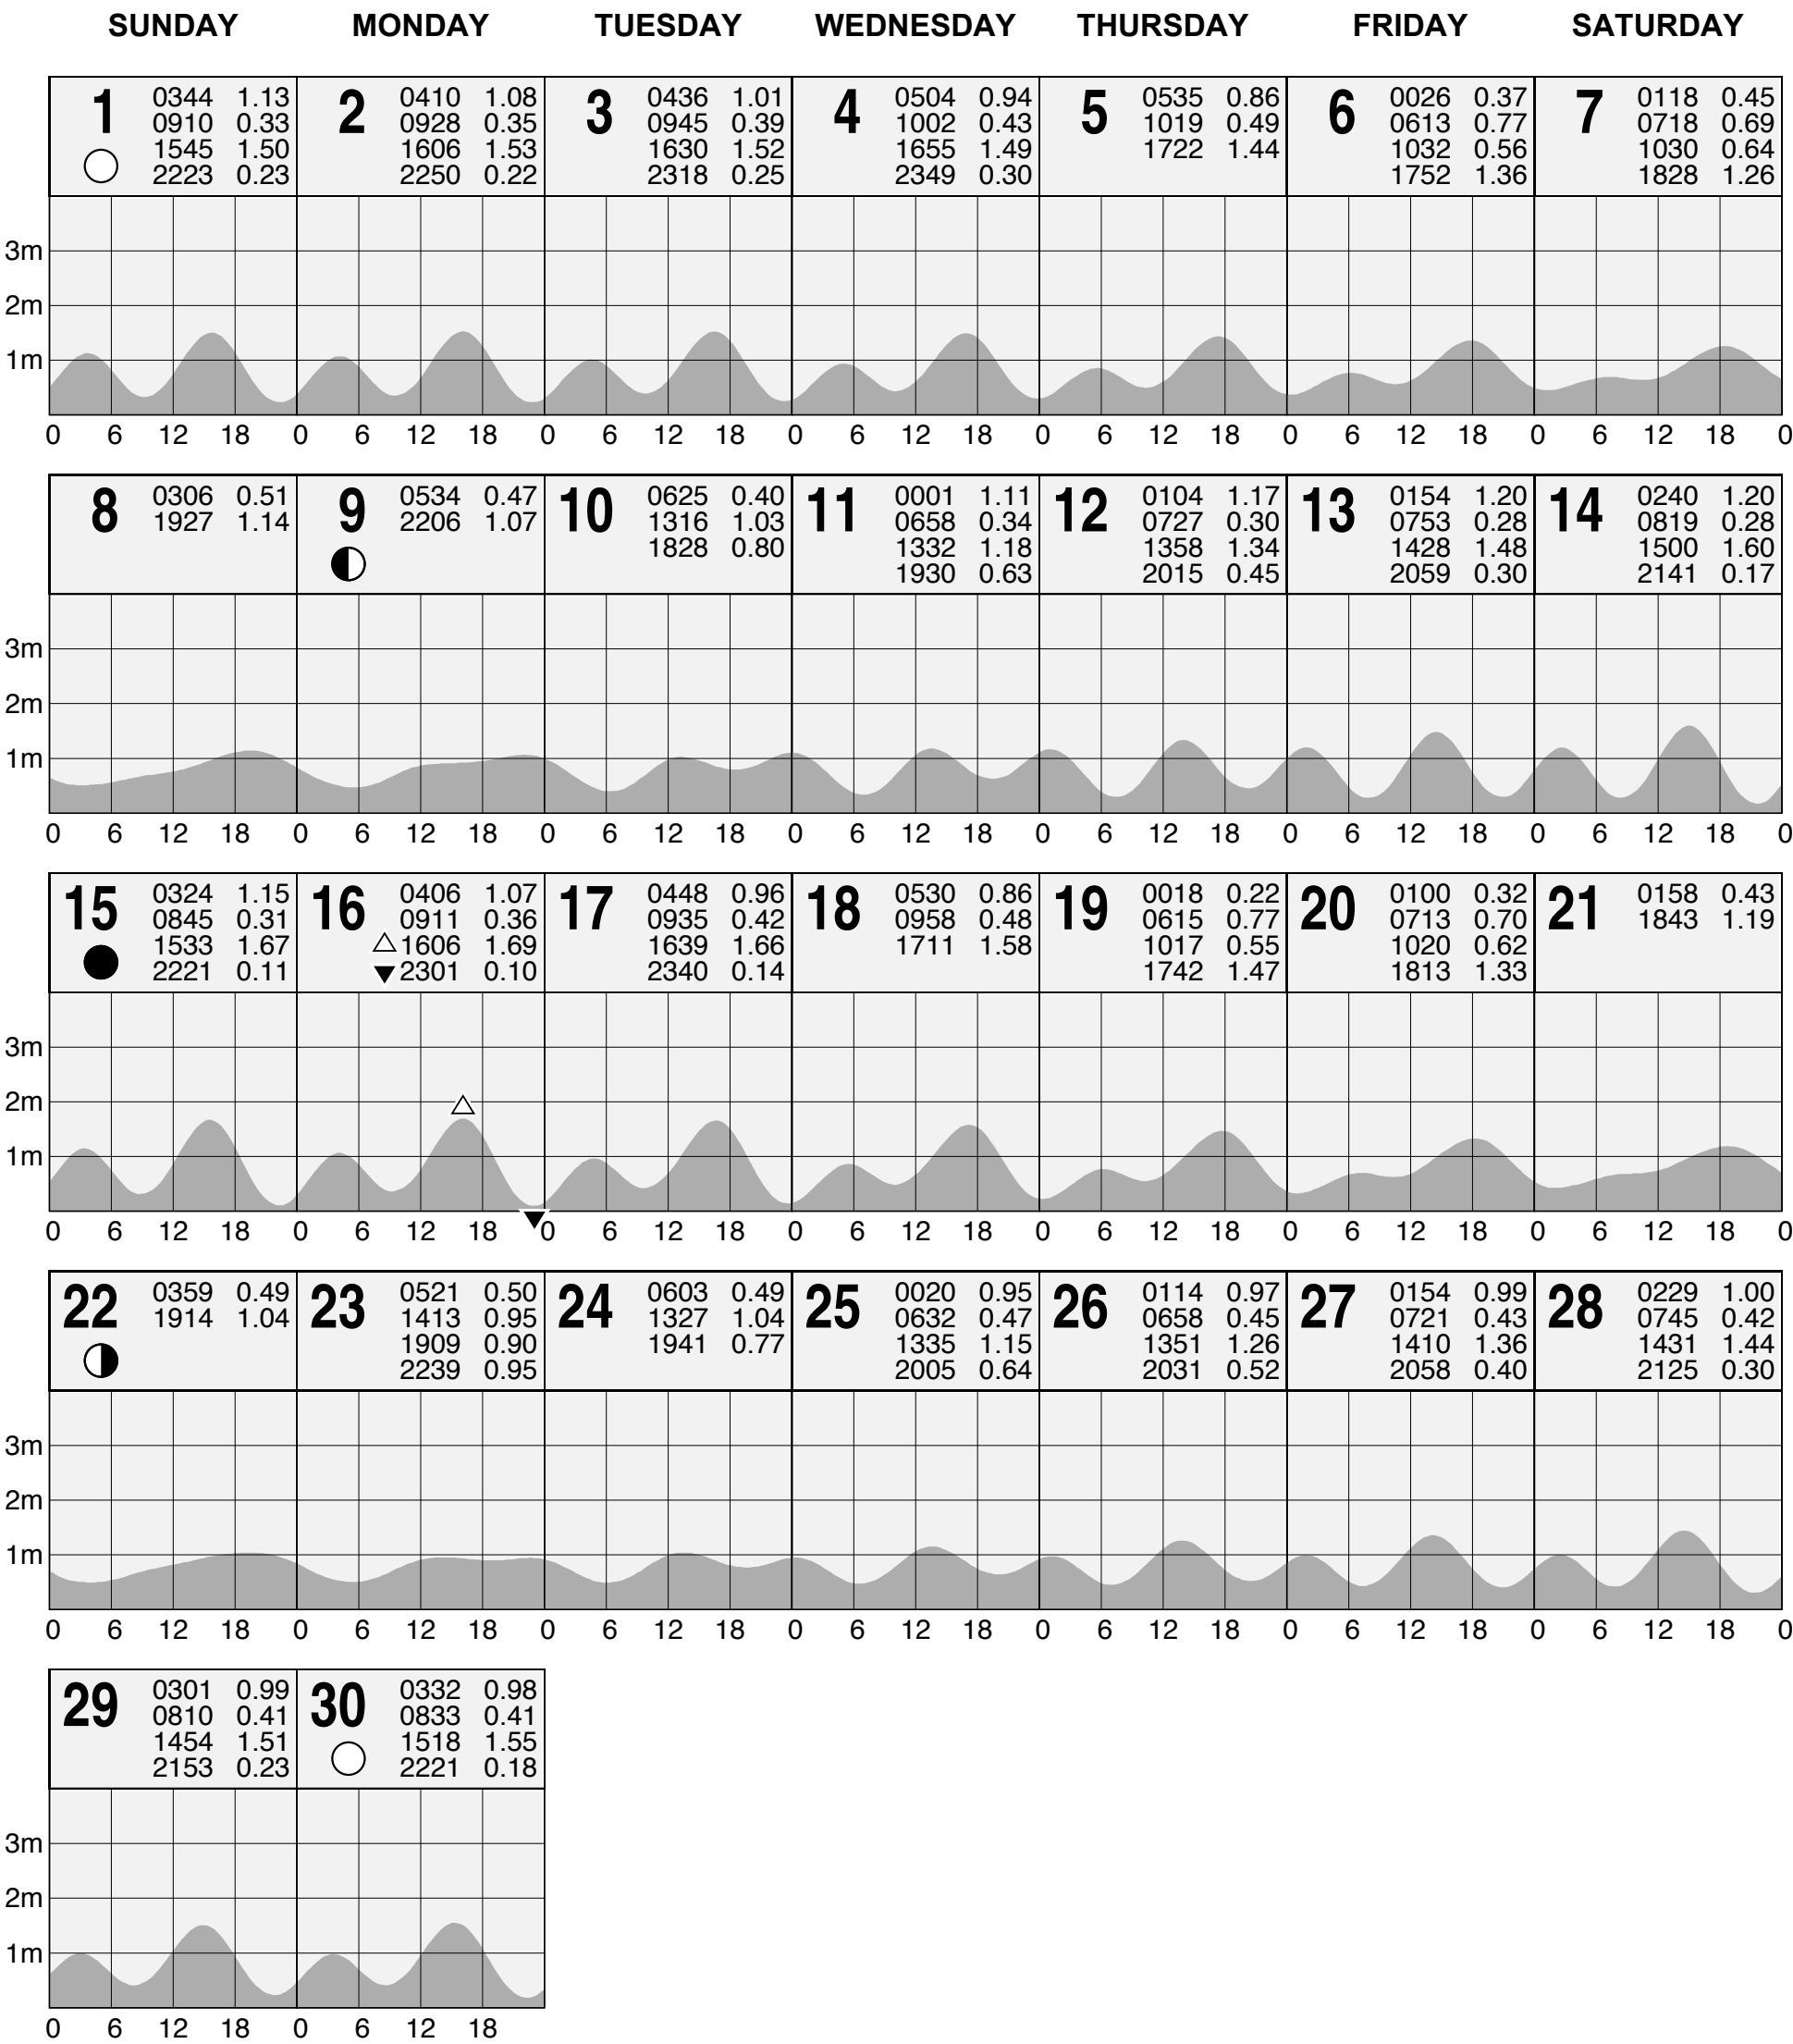 SUNDAY MONDAY TUESDAY WEDNESDAY THURSDAY FRIDAY SATURDAY
1 0344 1.13
0910 0.33
1545 1.50
2223 0.23
2 0410 1.08
0928 0.35
1606 1.53
2250 0.22
3 0436 1.01
0945 0.39
1630 1.52
2318 0.25
4 0504 0.94
1002 0.43
1655 1.49
2349 0.30
5 0535 0.86
1019 0.49
1722 1.44
6 0026 0.37
0613 0.77
1032 0.56
1752 1.36
7 0118 0.45
0718 0.69
1030 0.64
1828 1.26
3m
2m
1m
0 6 12 18 0 6 12 18 0 6 12 18 0 6 12 18 0 6 12 18 0 6 12 18 0 6 12 18 0
8 0306 0.51
1927 1.14
9 0534 0.47
2206 1.07
10 0625 0.40
1316 1.03
1828 0.80
11 0001 1.11
0658 0.34
1332 1.18
1930 0.63
12 0104 1.17
0727 0.30
1358 1.34
2015 0.45
13 0154 1.20
0753 0.28
1428 1.48
2059 0.30
14 0240 1.20
0819 0.28
1500 1.60
2141 0.17
3m
2m
1m
0 6 12 18 0 6 12 18 0 6 12 18 0 6 12 18 0 6 12 18 0 6 12 18 0 6 12 18 0
15 0324 1.15
0845 0.31
1533 1.67
2221 0.11
16 0406 1.07
0911 0.36
1606 1.69
2301 0.10
17 0448 0.96
0935 0.42
1639 1.66
2340 0.14
18 0530 0.86
0958 0.48
1711 1.58
19 0018 0.22
0615 0.77
1017 0.55
1742 1.47
20 0100 0.32
0713 0.70
1020 0.62
1813 1.33
21 0158 0.43
1843 1.19
3m
2m
1m
0 6 12 18 0 6 12 18 0 6 12 18 0 6 12 18 0 6 12 18 0 6 12 18 0 6 12 18 0
22 0359 0.49
1914 1.04
23 0521 0.50
1413 0.95
1909 0.90
2239 0.95
24 0603 0.49
1327 1.04
1941 0.77
25 0020 0.95
0632 0.47
1335 1.15
2005 0.64
26 0114 0.97
0658 0.45
1351 1.26
2031 0.52
27 0154 0.99
0721 0.43
1410 1.36
2058 0.40
28 0229 1.00
0745 0.42
1431 1.44
2125 0.30
3m
2m
1m
0 6 12 18 0 6 12 18 0 6 12 18 0 6 12 18 0 6 12 18 0 6 12 18 0 6 12 18 0
29 0301 0.99
0810 0.41
1454 1.51
2153 0.23
30 0332 0.98
0833 0.41
1518 1.55
2221 0.18
3m
2m
1m
0 6 12 18 0 6 12 18